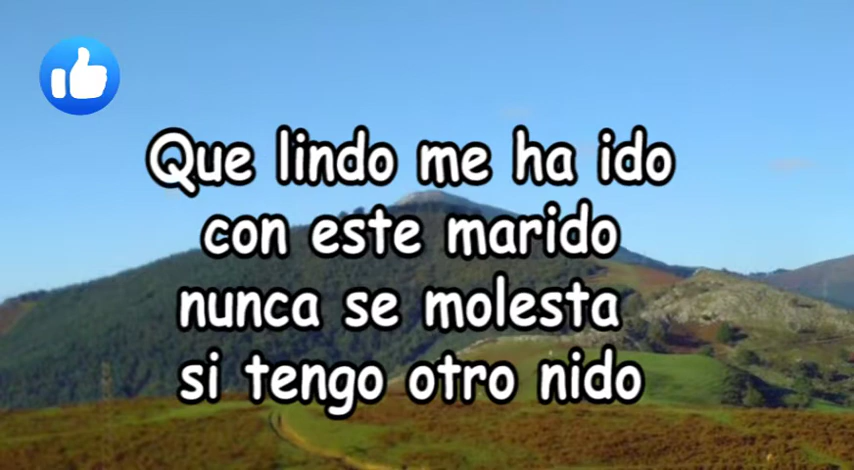 Que lindo me ha ido
con este marido
nunca se molesta
si tengo otro nido